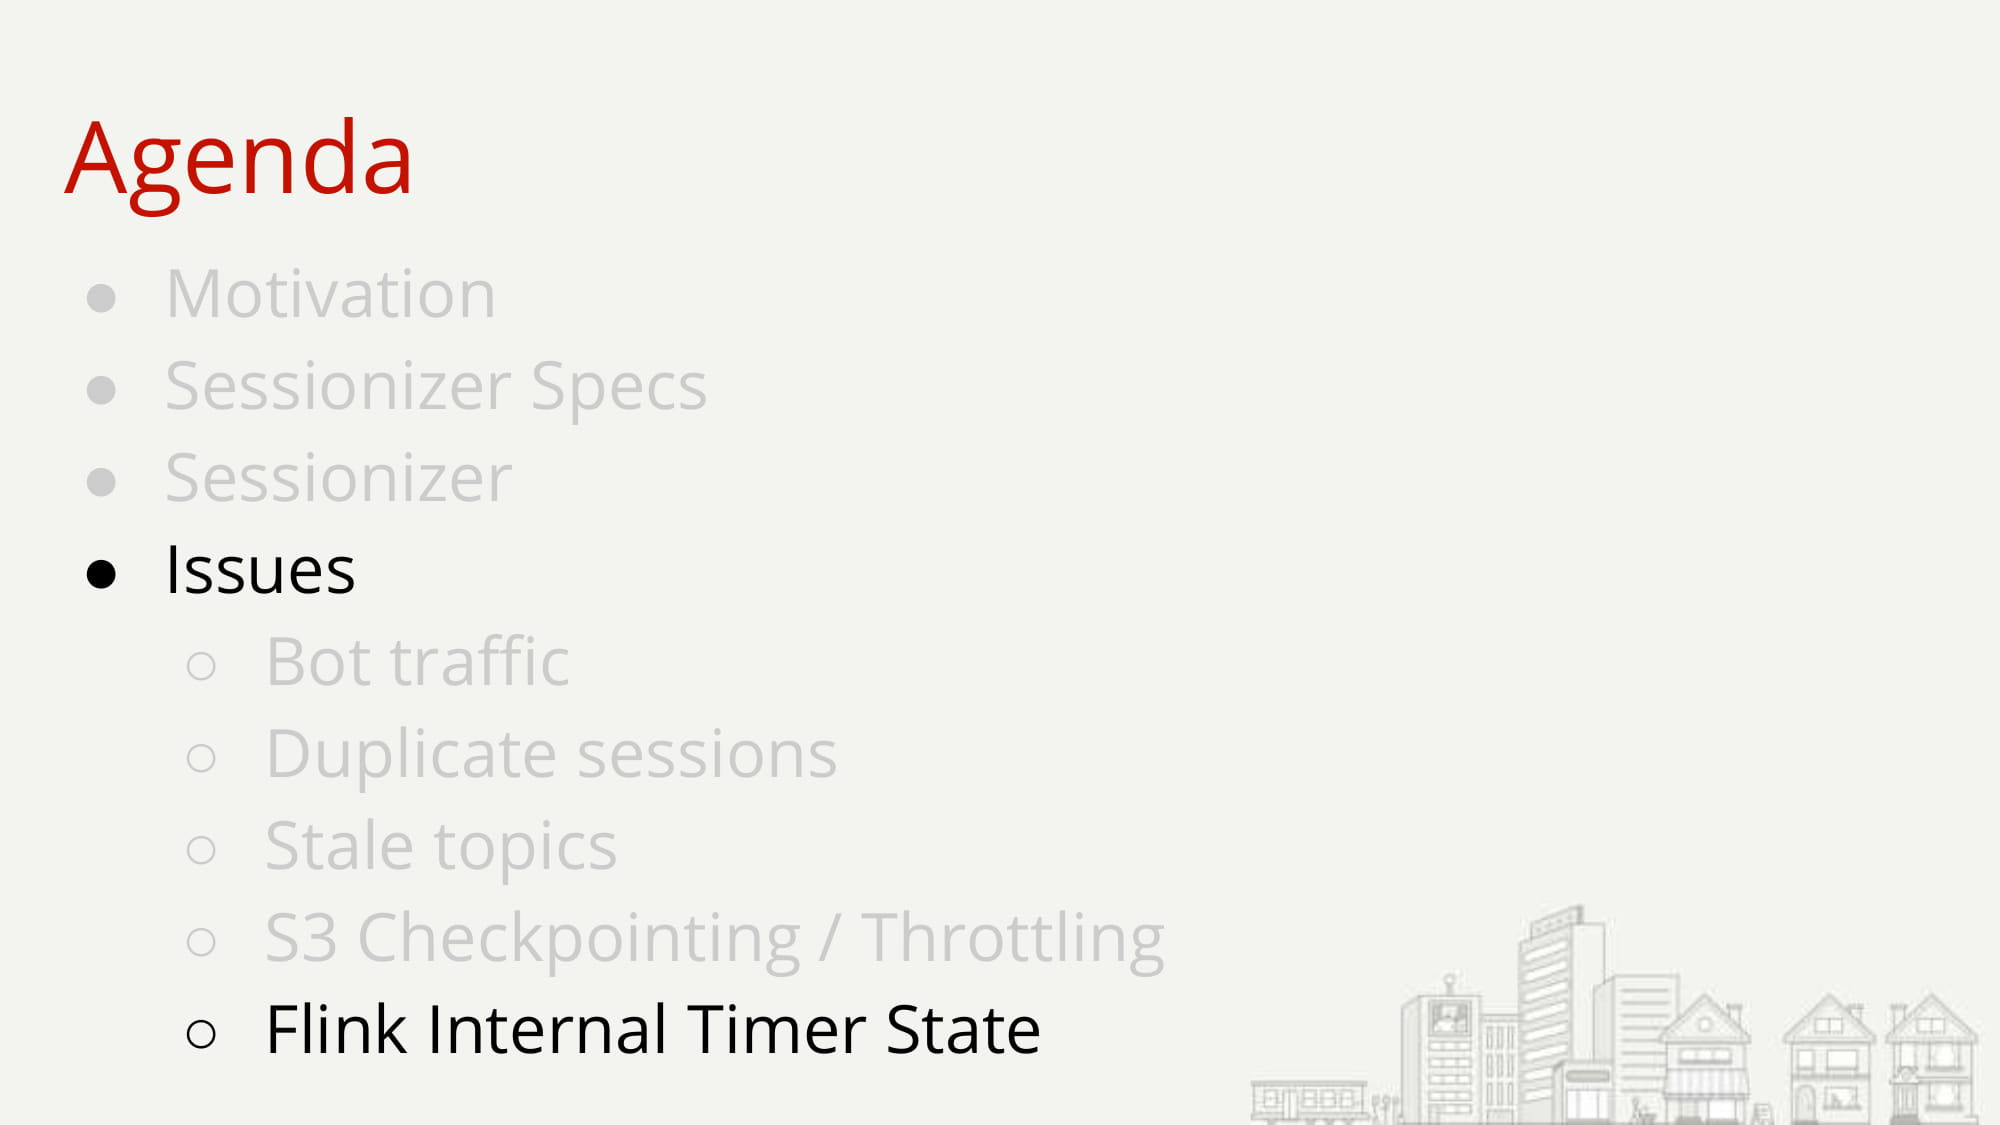 Agenda
● Motivation
● Sessionizer Specs
● Sessionizer
● Issues
○ Bot traffic
○ Duplicate sessions
○ Stale topics
○ S3 Checkpointing / Throttling
○ Flink Internal Timer State